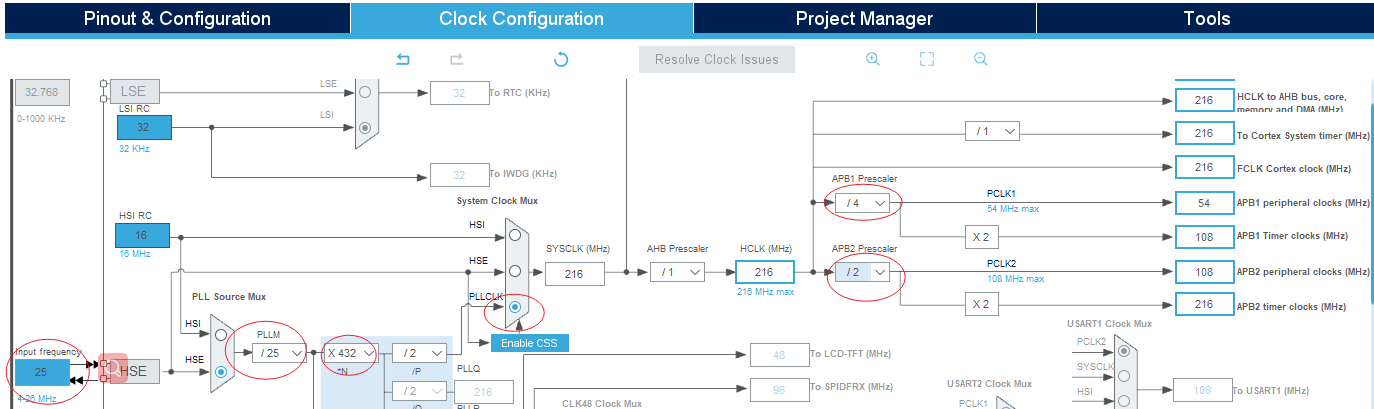 Pinout & Configuration
Clock Configuration
Project Manager
Tools
Resolve Clock Issues
32.768
0-1000 KHz
LSE
LSE
LSI RC
32
32 KHz
LSI
32
To RTC (KHz)
32
To IWDG (KHz)
HSI RC
16
16 MHz
System Clock Mux
HSI
HSE
PLLCLK
SYSCLK (MHz)
216
AHB Prescaler
/ 1
HCLK (MHz)
216
216 MHz max
Enable CSS
PLL Source Mux
HSI
HSE
Input frequency
25
4-26 MHz
HSE
PLLM
/ 25
X 432
*N
/ 2
/P
PLLQ
/ 2
216
/Q
PLLR
/ 1
APB1 Prescaler
/ 4
PCLK1
54 MHz max
X 2
APB2 Prescaler
/ 2
PCLK2
108 MHz max
X 2
216
HCLK to AHB bus, core,
memory and DMA (MHz)
216
To Cortex System timer (MHz)
216
FCLK Cortex clock (MHz)
54
APB1 peripheral clocks (MHz)
108
APB1 Timer clocks (MHz)
108
APB2 peripheral clocks (MHz)
216
APB2 timer clocks (MHz)
48
To LCD-TFT (MHz)
96
To SPIDFRX (MHz)
CLK48 Clock Mux
USART1 Clock Mux
PCLK2
SYSCLK
HSI
108
To USART1 (MHz)
USART2 Clock Mux
PCLK1